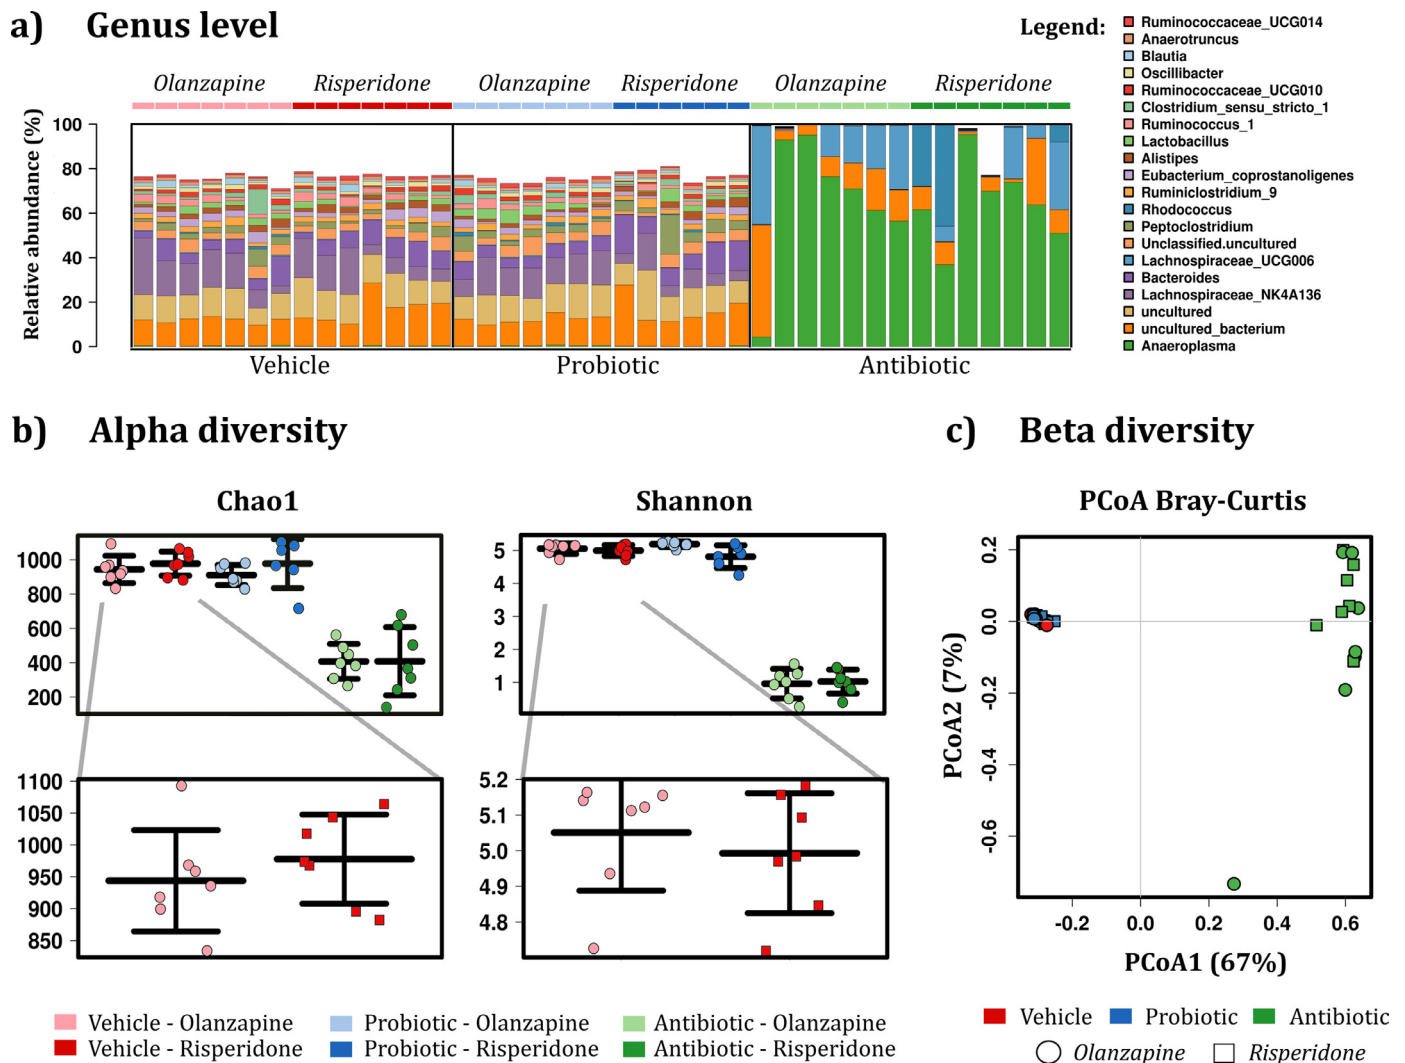 a) Genus level
Legend:
Ruminococcaceae_UCG014
Anaerotruncus
Blautia
Oscillibacter
Ruminococcaceae_UCG010
Clostridium_sensu_stricto_1
Ruminococcus_1
Lactobacillus
Alistipes
Eubacterium_coprostanoligenes
Ruminiclostridium_9
Rhodococcus
Peptoclostridium
Unclassified.uncultured
Lachnospiraceae_UCG006
Bacteroides
Lachnospiraceae_NK4A136
uncultured
uncultured_bacterium
Anaeroplasma
Olanzapine Risperidone Olanzapine Risperidone Olanzapine Risperidone
Relative abundance (%)
100
80
60
40
20
0
Vehicle Probiotic Antibiotic
b) Alpha diversity
Chao1
1000
800
600
400
200
1100
1050
1000
950
900
850
Shannon
5
4
3
2
1
5.2
5.1
5.0
4.9
4.8
Vehicle - Olanzapine Probiotic - Olanzapine Antibiotic - Olanzapine
Vehicle - Risperidone Probiotic - Risperidone Antibiotic - Risperidone
c) Beta diversity
PCoA Bray-Curtis
PCoA2 (7%)
0.2
0.0
-0.2
-0.4
-0.6
-0.2 0.0 0.2 0.4 0.6
PCoA1 (67%)
Vehicle Probiotic Antibiotic
Olanzapine Risperidone